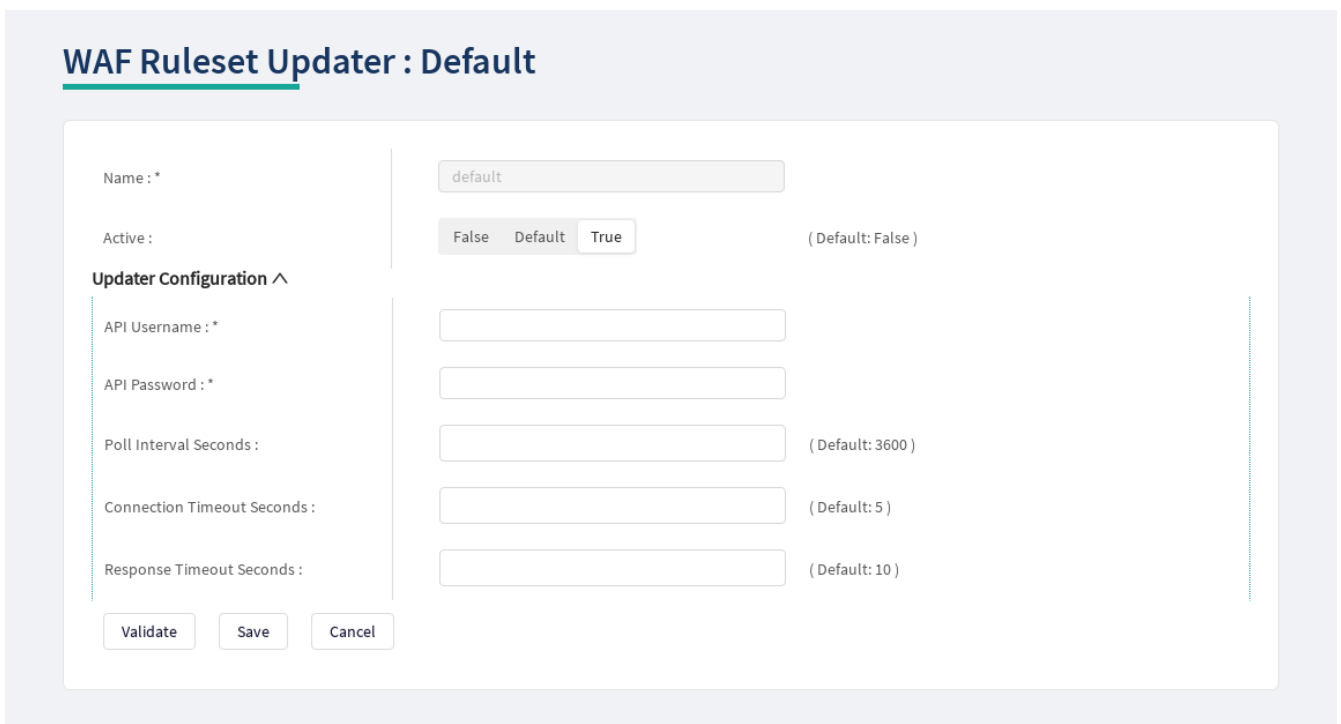 WAF Ruleset Updater : Default
Name : * default
Active : False Default True ( Default: False )
Updater Configuration
API Username : *
API Password : *
Poll Interval Seconds : ( Default: 3600 )
Connection Timeout Seconds : ( Default: 5 )
Response Timeout Seconds : ( Default: 10 )
Validate Save Cancel